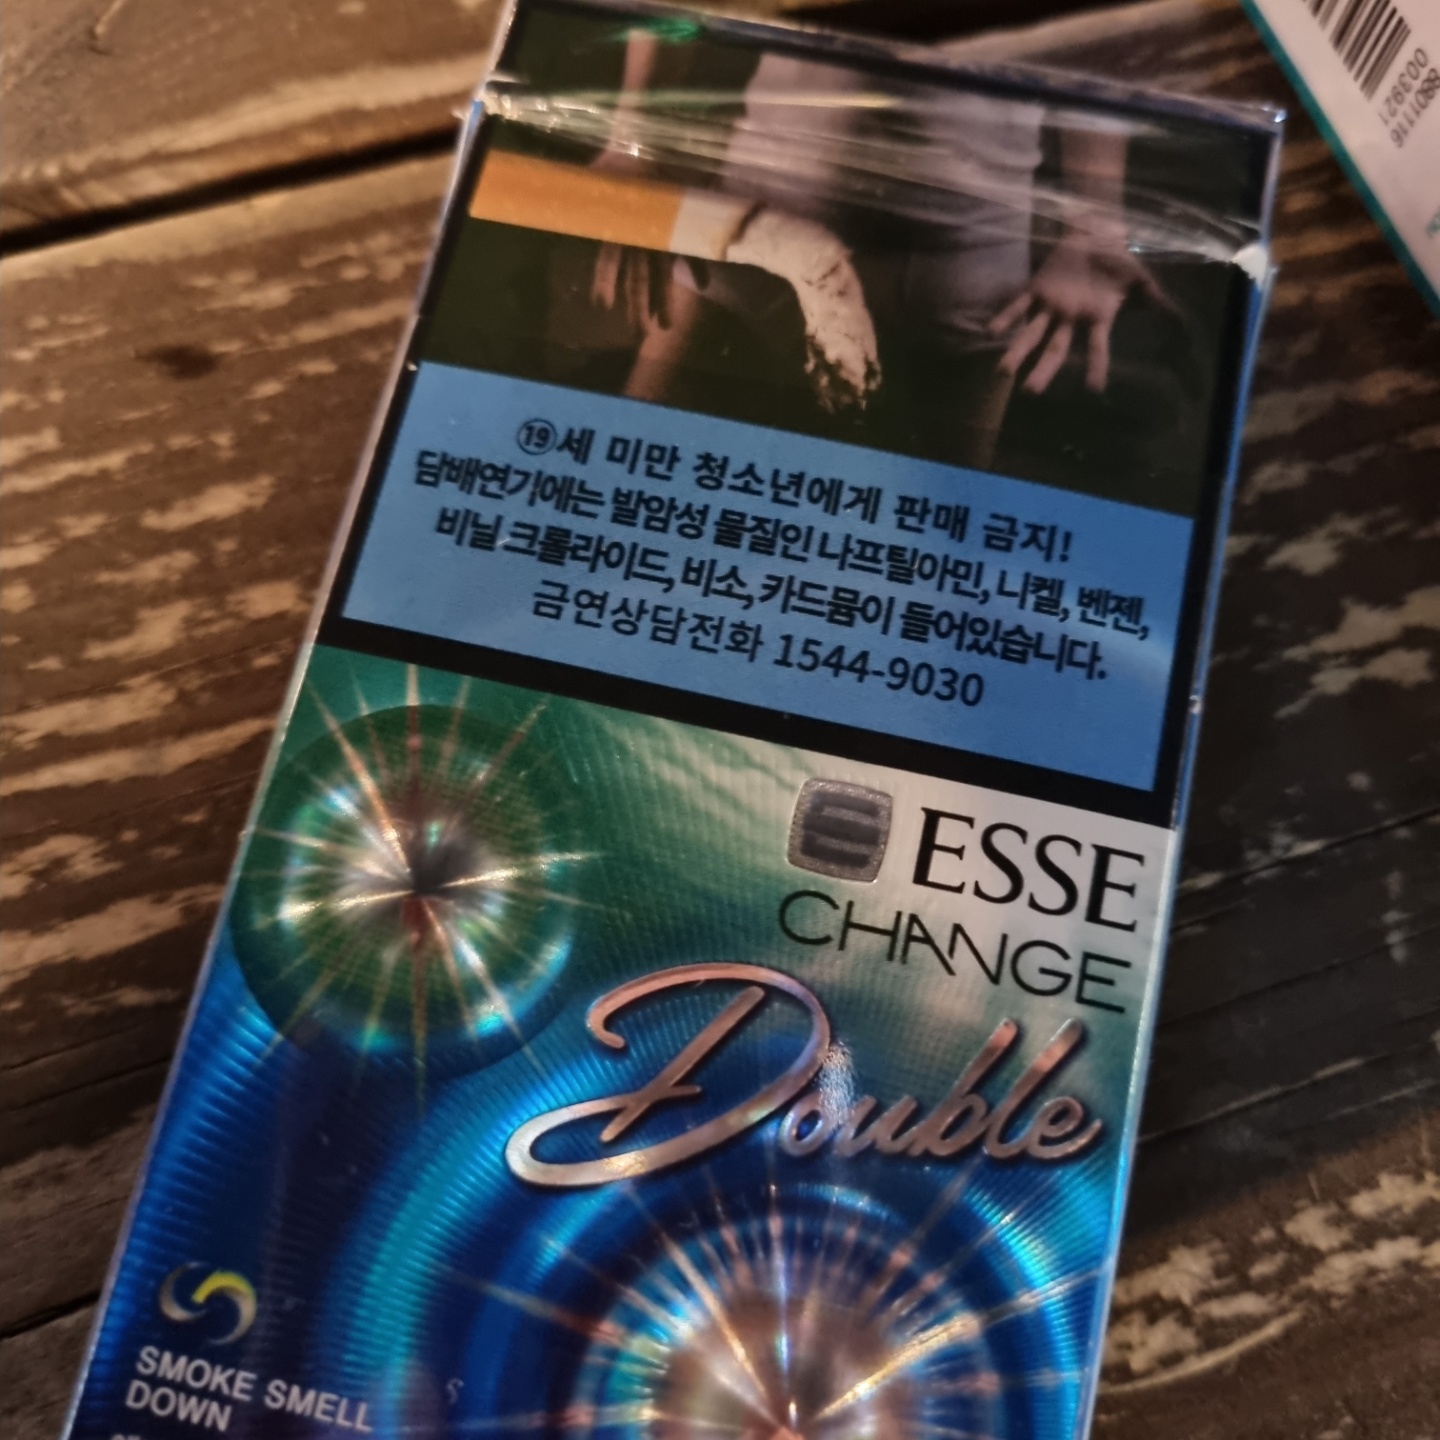 ⑲세 미만 청소년에게 판매 금지!
담배연기에는 발암성 물질인 나프틸아민, 니켈, 벤젠,
비닐 크롤라이드, 비소, 카드뮴이 들어있습니다.
금연상담전화 1544-9030
ESSE
CHANGE
Double
SMOKE SMELL
DOWN
8801116
003921